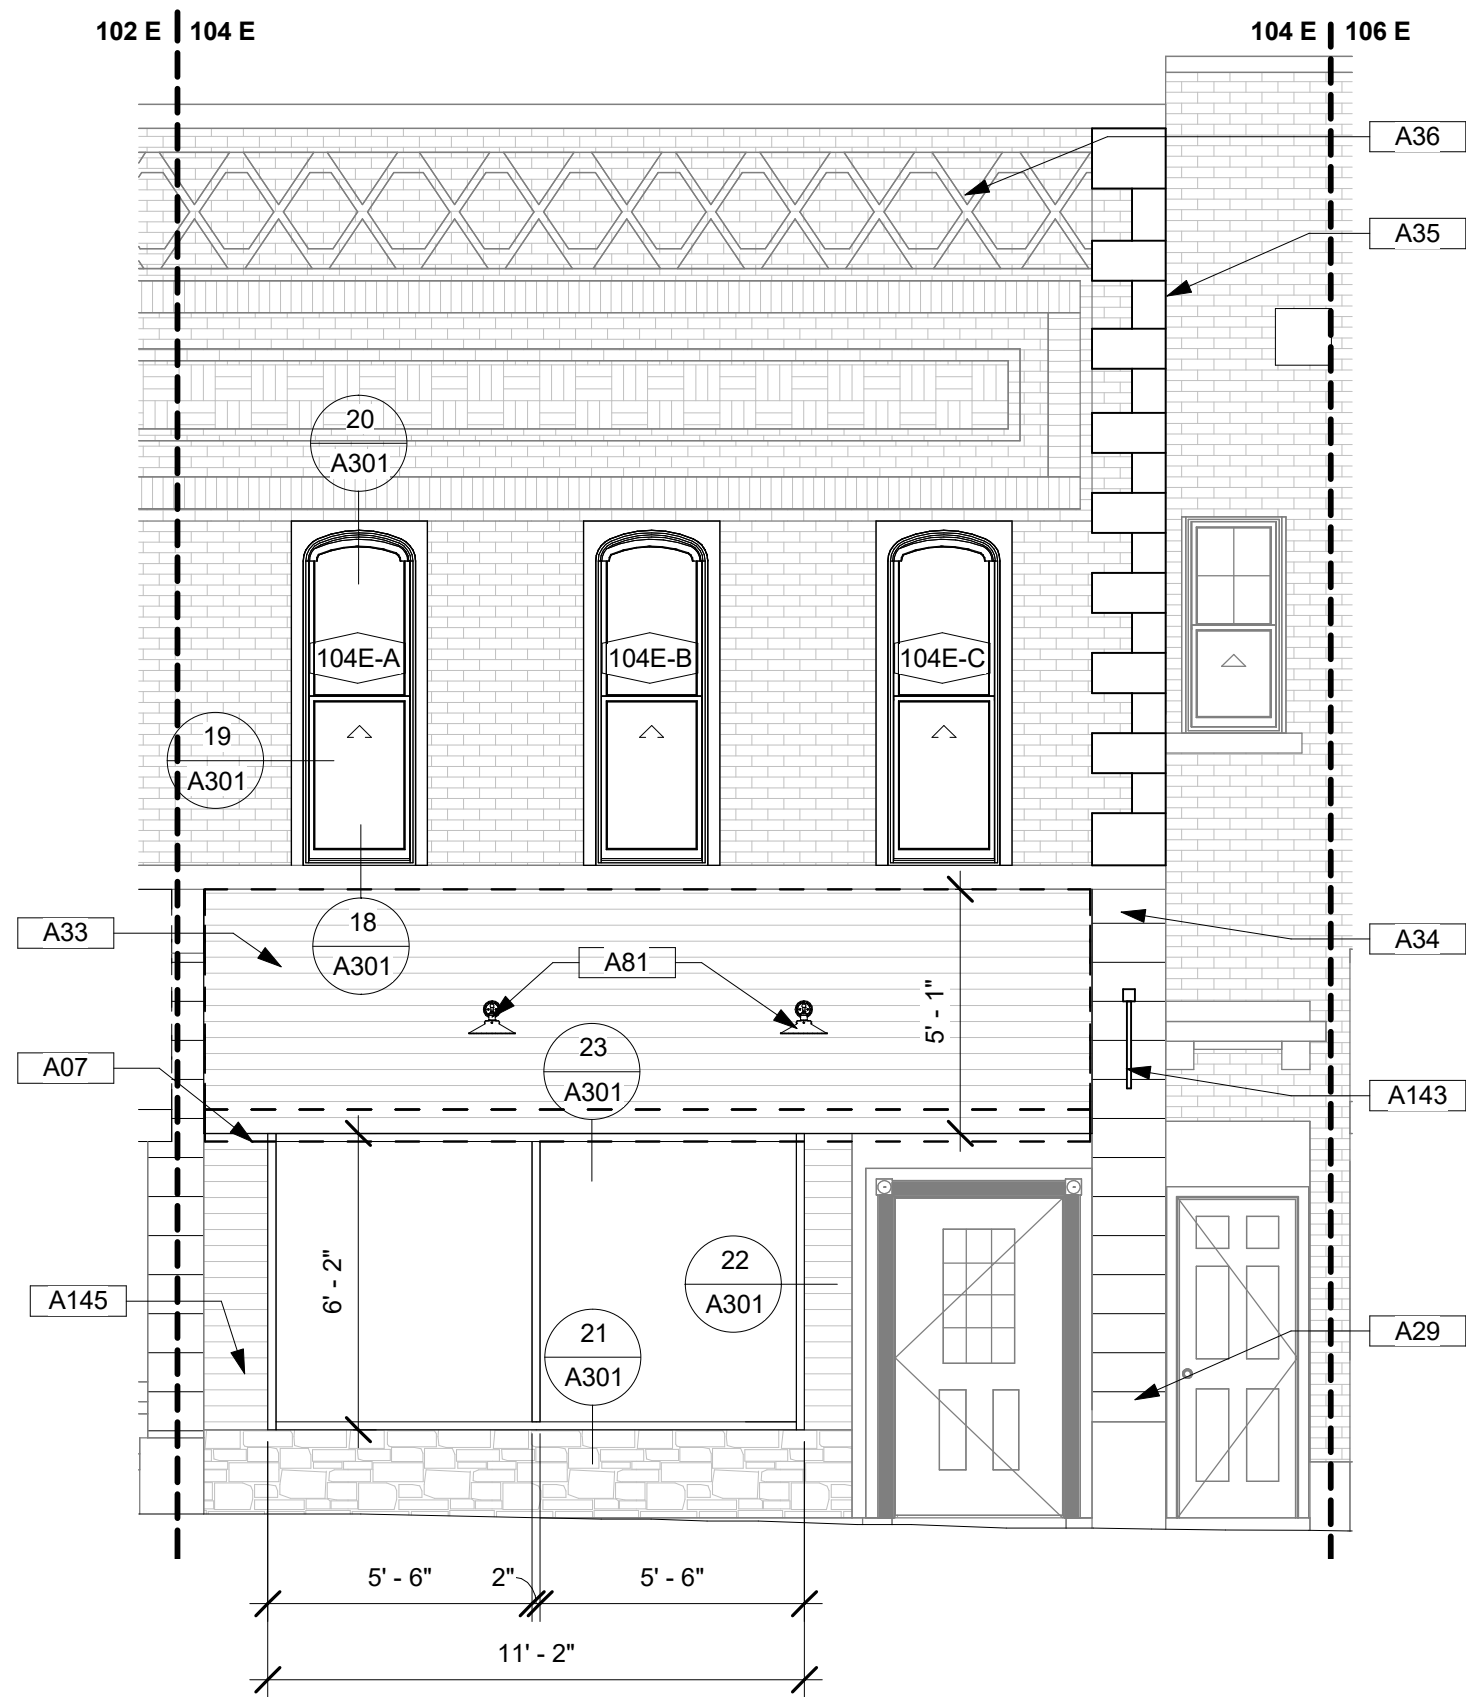 102 E 104 E
104 E 106 E
A36
A35
20
A301
104E-A
104E-B
104E-C
19
A301
A33
18
A301
A81
5' - 1"
A34
23
A301
A07
A143
6' - 2"
22
A301
A145
21
A301
A29
5' - 6"
2"
5' - 6"
11' - 2"